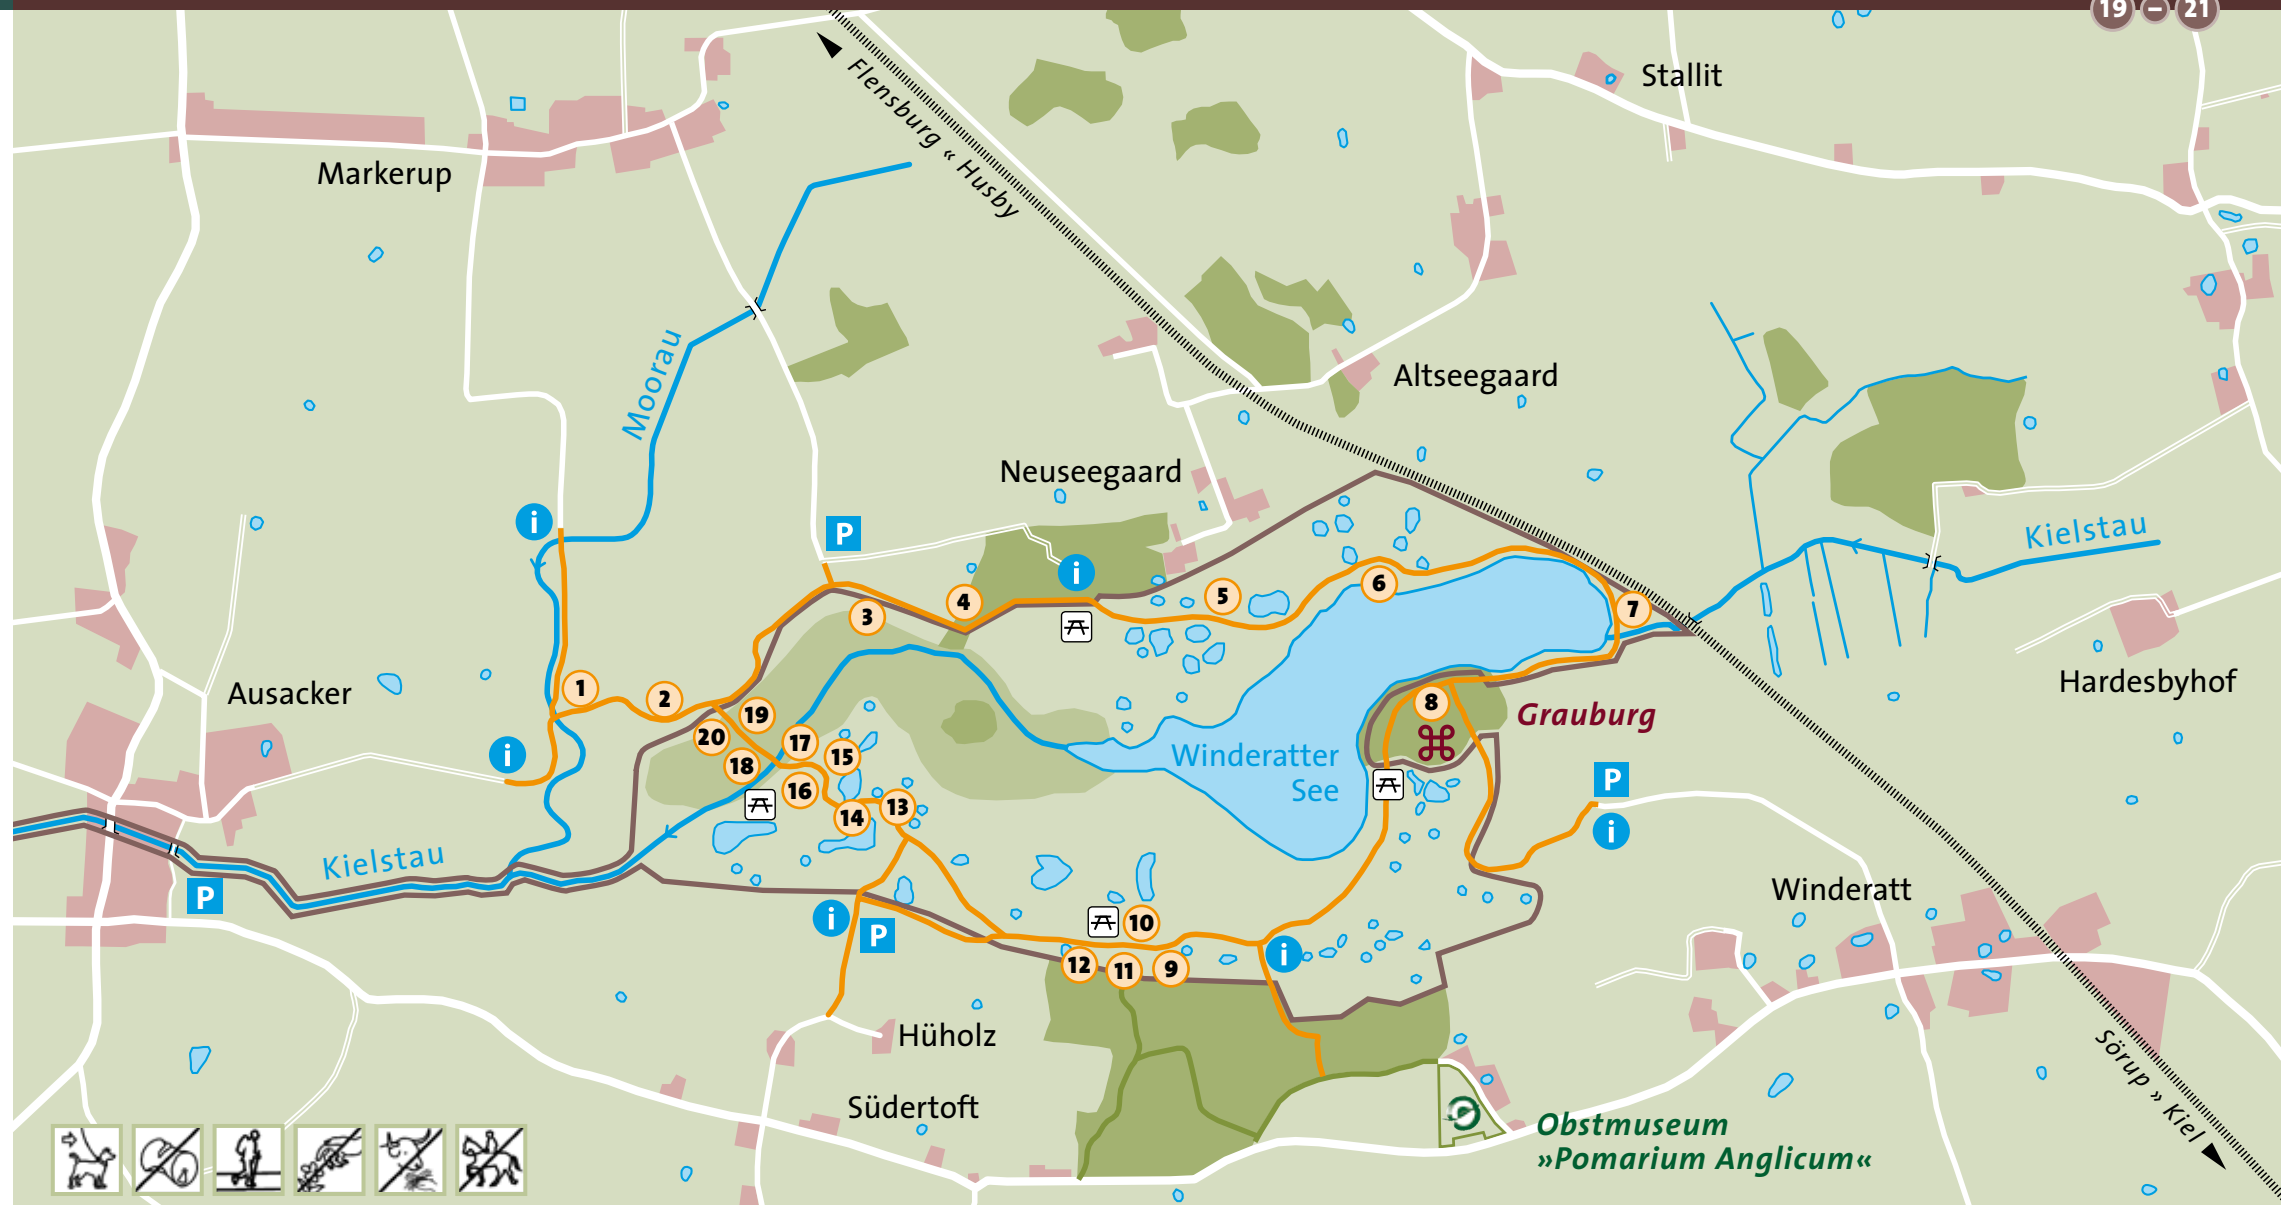 19 – 21
Stallit
Flensburg « Husby
Markerup
Moorau
Altseegaard
Neuseegaard
P
i
i
Kielstau
5
6
4
3
7
Hardesbyhof
Ausacker
1
2
19
8
Grauburg
20
17
15
18
16
14
13
i
Winderatter
See
P
i
Kielstau
P
Winderatt
i
P
10
12
11
9
i
Hüholz
Südertoft
Sörup » Kiel
Obstmuseum
»Pomarium Anglicum«